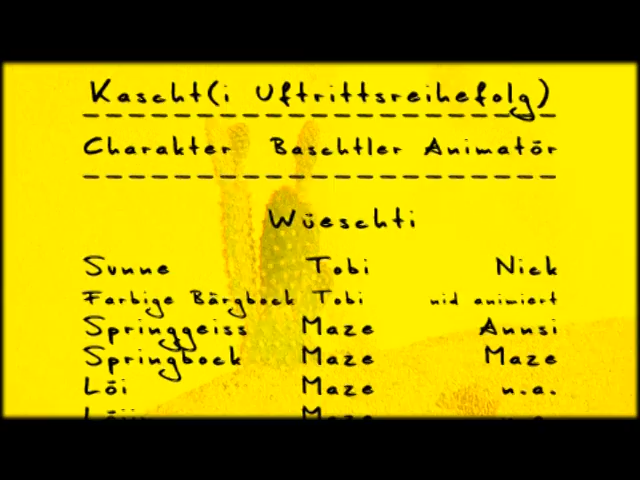 Kascht(i Uftrittsreihefolg)
Charakter Baschtler Animatör
Wüeschti
Sunne Tobi Nick
Farbige Bärgbock Tobi nid animiert
Springgeiss Maze Annsi
Springbock Maze Maze
Löi Maze n.a.